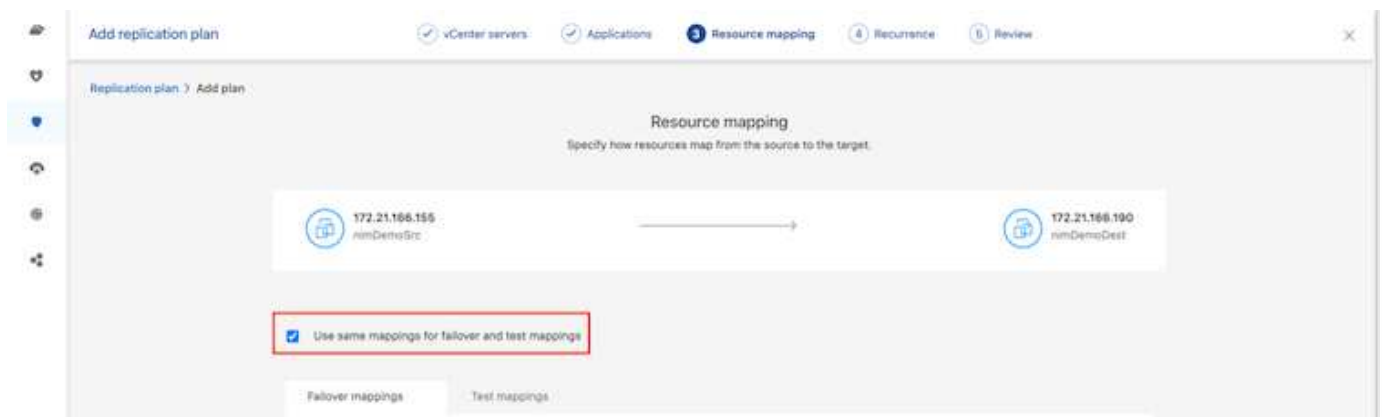 Add replication plan
vCenter servers
Applications
3 Resource mapping
4 Recurrence
5 Review
Replication plan > Add plan
Resource mapping
Specify how resources map from the source to the target.
172.21.166.155
nimDemoSrc
172.21.166.190
nimDemoDest
Use same mappings for failover and test mappings
Failover mappings
Test mappings